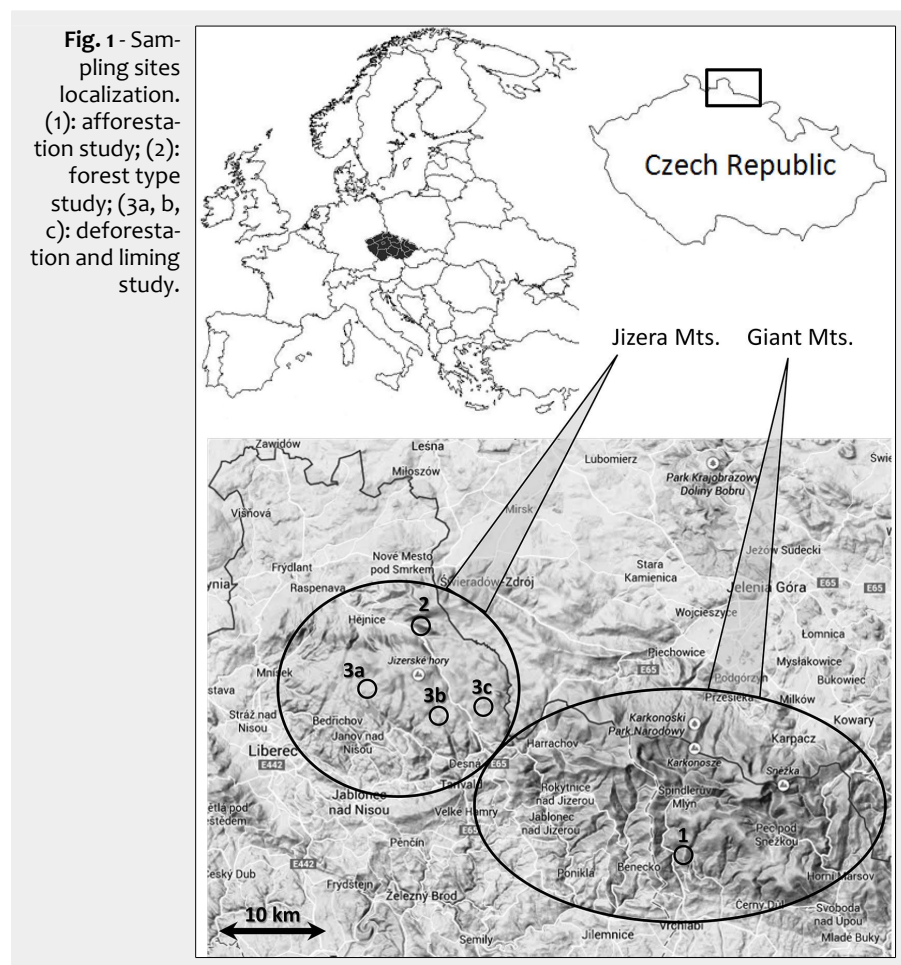 Fig. 1 - Sam-
pling sites
localization.
(1): afforesta-
tion study; (2):
forest type
study; (3a, b,
c): deforesta-
tion and liming
study.
Czech Republic
Jizera Mts. Giant Mts.
Zawidów
Leśna
Lubomierz
Miłoszów
Park Krajobrazowy
Doliny Bobru
Višňová
Mirsk
Nové Mesto
pod Smrkem
Jeżów Sudecki
Frýdlant
Stara
Kamienica
Raspenava
Świeradów-Zdrój
Jelenia Góra
E65
E65
Wojcieszyce
2
Hejnice
Łomnica
Piechowice
Jizerské hory
Mysłakowice
E65
Mníšek
3a
Podgórzyn
Bukowiec
3b
3c
Przesieka
Miłków
Stráž nad
Nisou
Bedřichov
Janov nad
Nisou
Karkonoski
Park Narodowy
Kowary
Liberec
Harrachov
Karpacz
E442
Desná
E65
Karkonosze
Sněžka
Tanvald
Rokytnice
nad Jizerou
Špindlerův
Mlýn
Jablonec
nad Nisou
Velké Hamry
Jablonec
nad Jizerou
E65
1
Pec pod
Sněžkou
Pěnčín
E442
Benecko
Ponikla
Horní Maršov
Český Dub
Frýdštejn
Železný Brod
Černý Důl
Svoboda
nad Úpou
10 km
Vrchlabí
Semily
Jilemnice
Mladé Buky